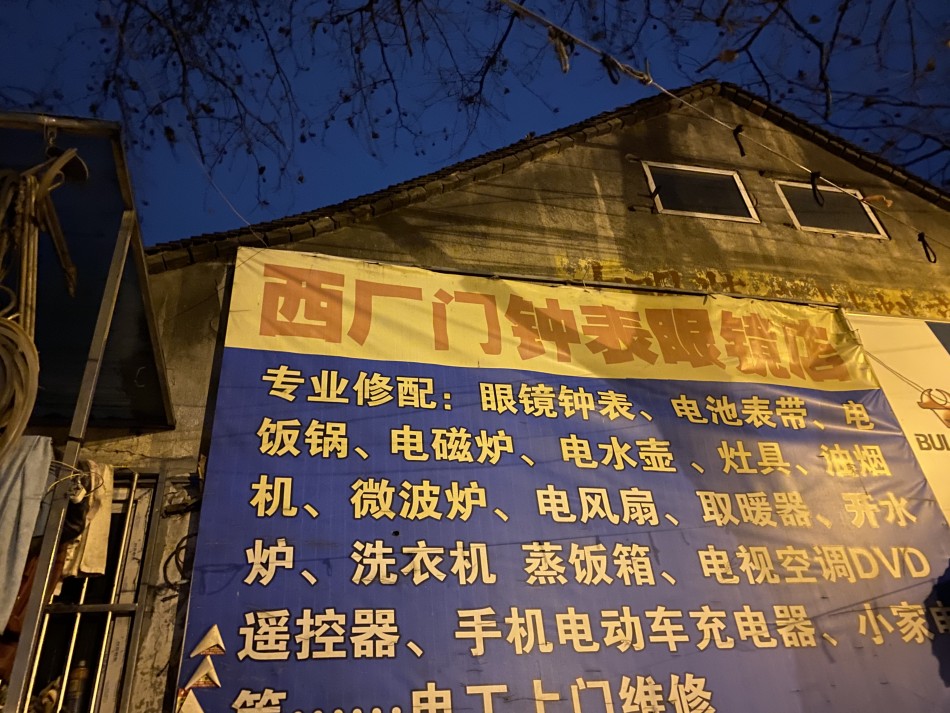 西厂门钟表眼镜店
专业修配：眼镜钟表、电池表带、电
饭锅、电磁炉、电水壶、灶具、油烟
机、微波炉、电风扇、取暖器、开水
炉、洗衣机 蒸饭箱、电视空调DVD
遥控器、手机电动车充电器、小家电
等······电工上门维修
BU